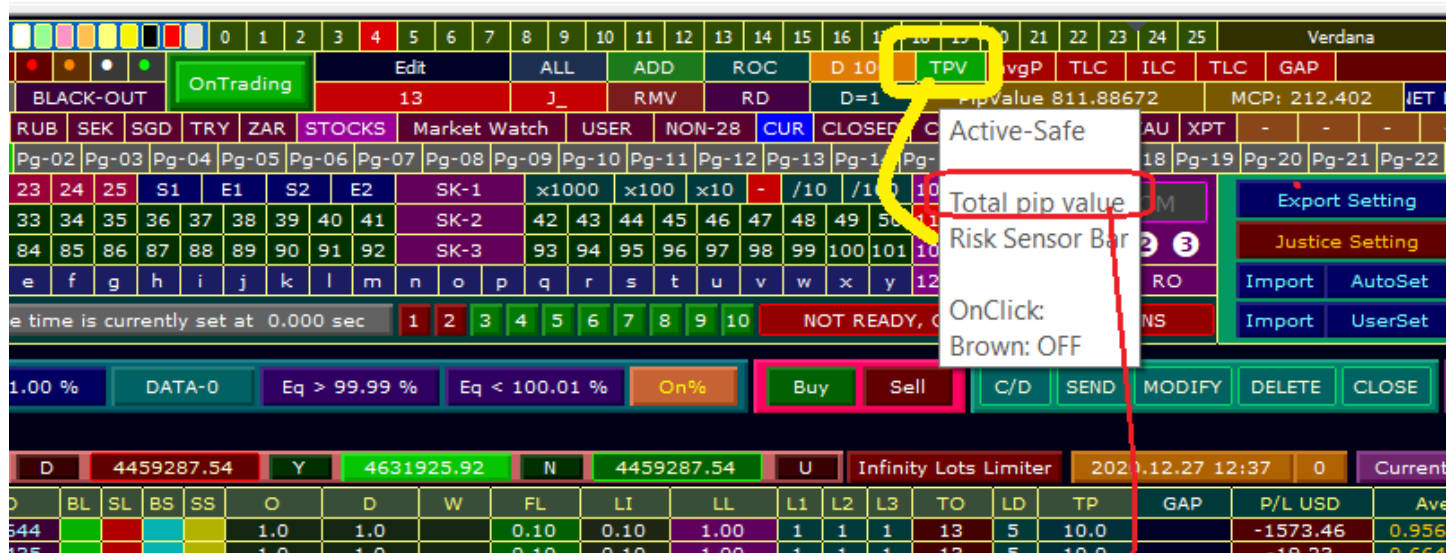 0 1 2 3 4 5 6 7 8 9 10 11 12 13 14 15 16 21 22 23 24 25 Verdana
OnTrading Edit ALL ADD ROC TPV AvgP TLC ILC TLC GAP
BLACK-OUT 13 J_ RMV RD D=1 PipValue 811.88672 MCP: 212.402
RUB SEK SGD TRY ZAR STOCKS Market Watch USER NON-28 CUR CLOSED XPT - - -
Pg-02 Pg-03 Pg-04 Pg-05 Pg-06 Pg-07 Pg-08 Pg-09 Pg-10 Pg-11 Pg-12 Pg-13 18 Pg-19 Pg-20 Pg-21 Pg-22
Active-Safe
Total pip value
Risk Sensor Bar
OnClick:
Brown: OFF
23 24 25 S1 E1 S2 E2 SK-1 x1000 x100 x10 - /10 Export Setting
33 34 35 36 37 38 39 40 41 SK-2 42 43 44 45 46 47 48 49
84 85 86 87 88 89 90 91 92 SK-3 93 94 95 96 97 98 99 100 101 2 3 Justice Setting
e f g h i j k l m n o p q r s t u v w x y RO Import AutoSet
e time is currently set at 0.000 sec 1 2 3 4 5 6 7 8 9 10 NOT READY, NS Import UserSet
1.00 % DATA-0 Eq > 99.99 % Eq < 100.01 % On% Buy Sell C/D SEND MODIFY DELETE CLOSE
D 4459287.54 Y 4631925.92 N 4459287.54 U Infinity Lots Limiter 2020.12.27 12:37 0 Current
BL SL BS SS O D W FL LI LL L1 L2 L3 TO LD TP GAP P/L USD Ave
544 1.0 1.0 0.10 0.10 1.00 1 1 1 13 5 10.0 -1573.46 0.956